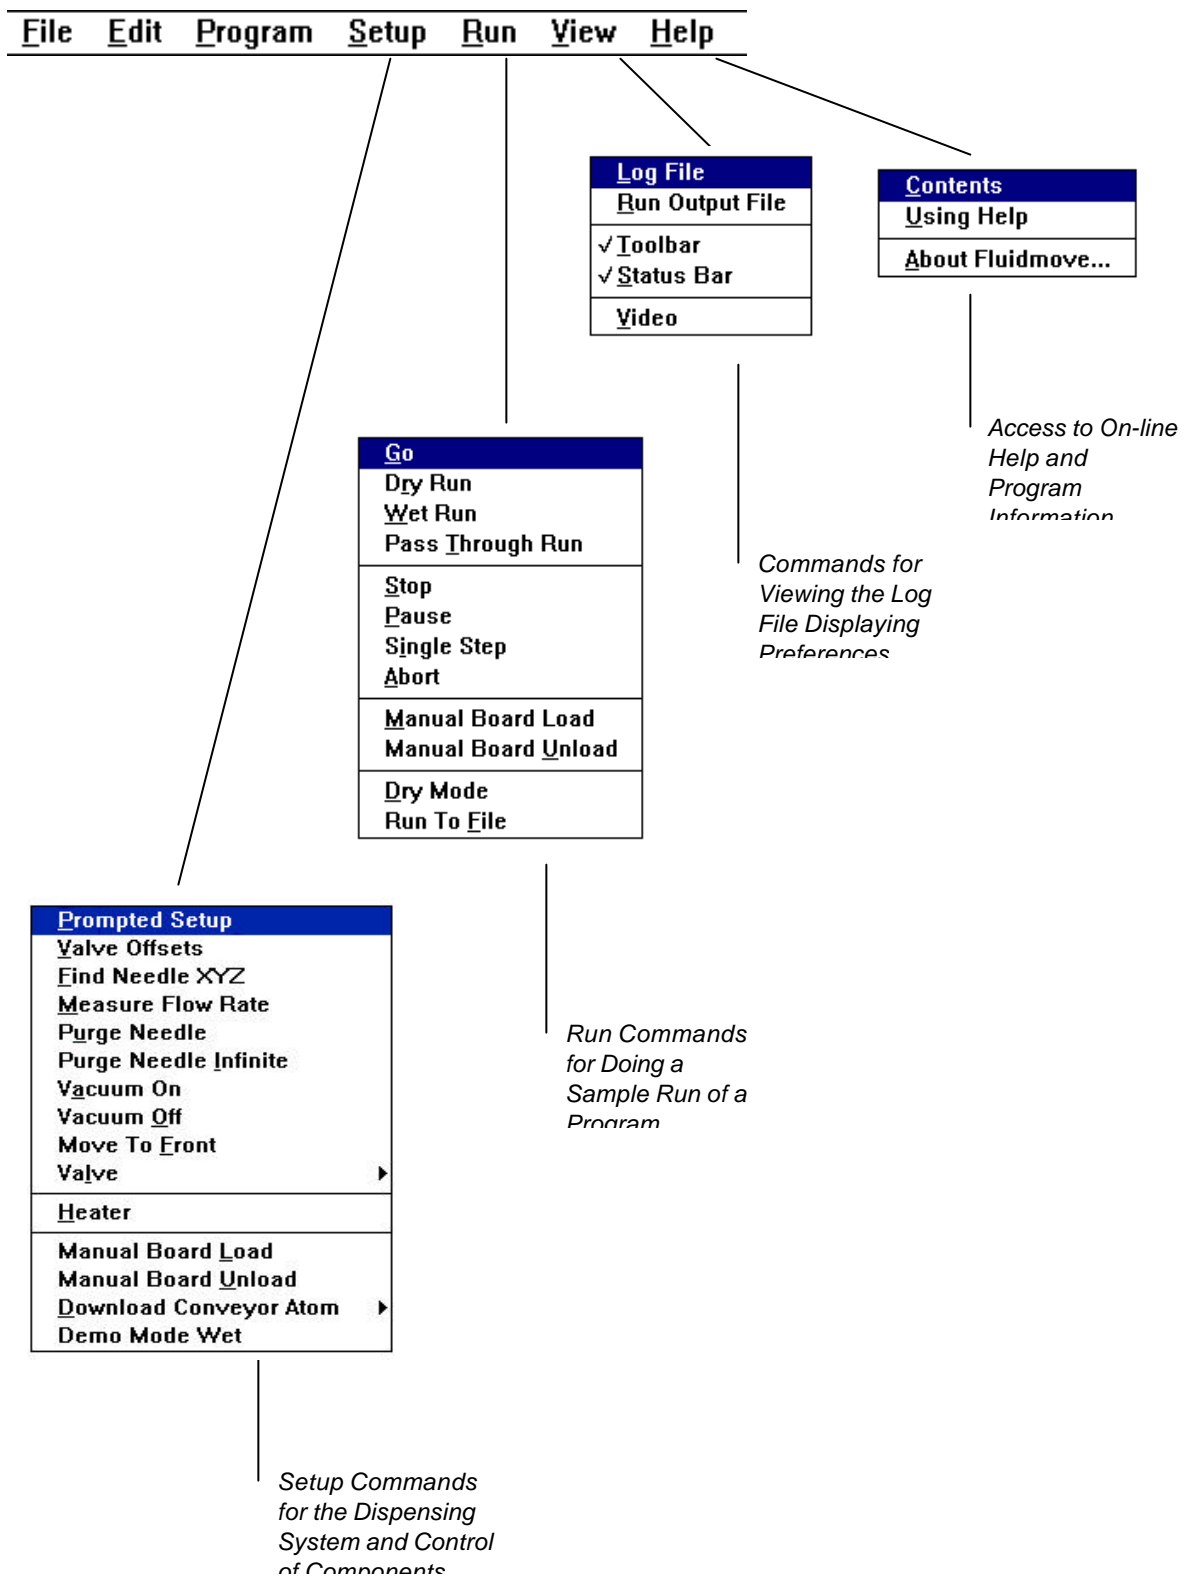 File Edit Program Setup Run View Help
Log File
Run Output File
✓ Toolbar
✓ Status Bar
Video
Contents
Using Help
About Fluidmove...
Access to On-line
Help and
Program
Information
Go
Dry Run
Wet Run
Pass Through Run
Stop
Pause
Single Step
Abort
Manual Board Load
Manual Board Unload
Dry Mode
Run To File
Commands for
Viewing the Log
File Displaying
Preferences
Prompted Setup
Valve Offsets
Find Needle XYZ
Measure Flow Rate
Purge Needle
Purge Needle Infinite
Vacuum On
Vacuum Off
Move To Front
Valve
Heater
Manual Board Load
Manual Board Unload
Download Conveyor Atom
Demo Mode Wet
Run Commands
for Doing a
Sample Run of a
Program
Setup Commands
for the Dispensing
System and Control
of Components